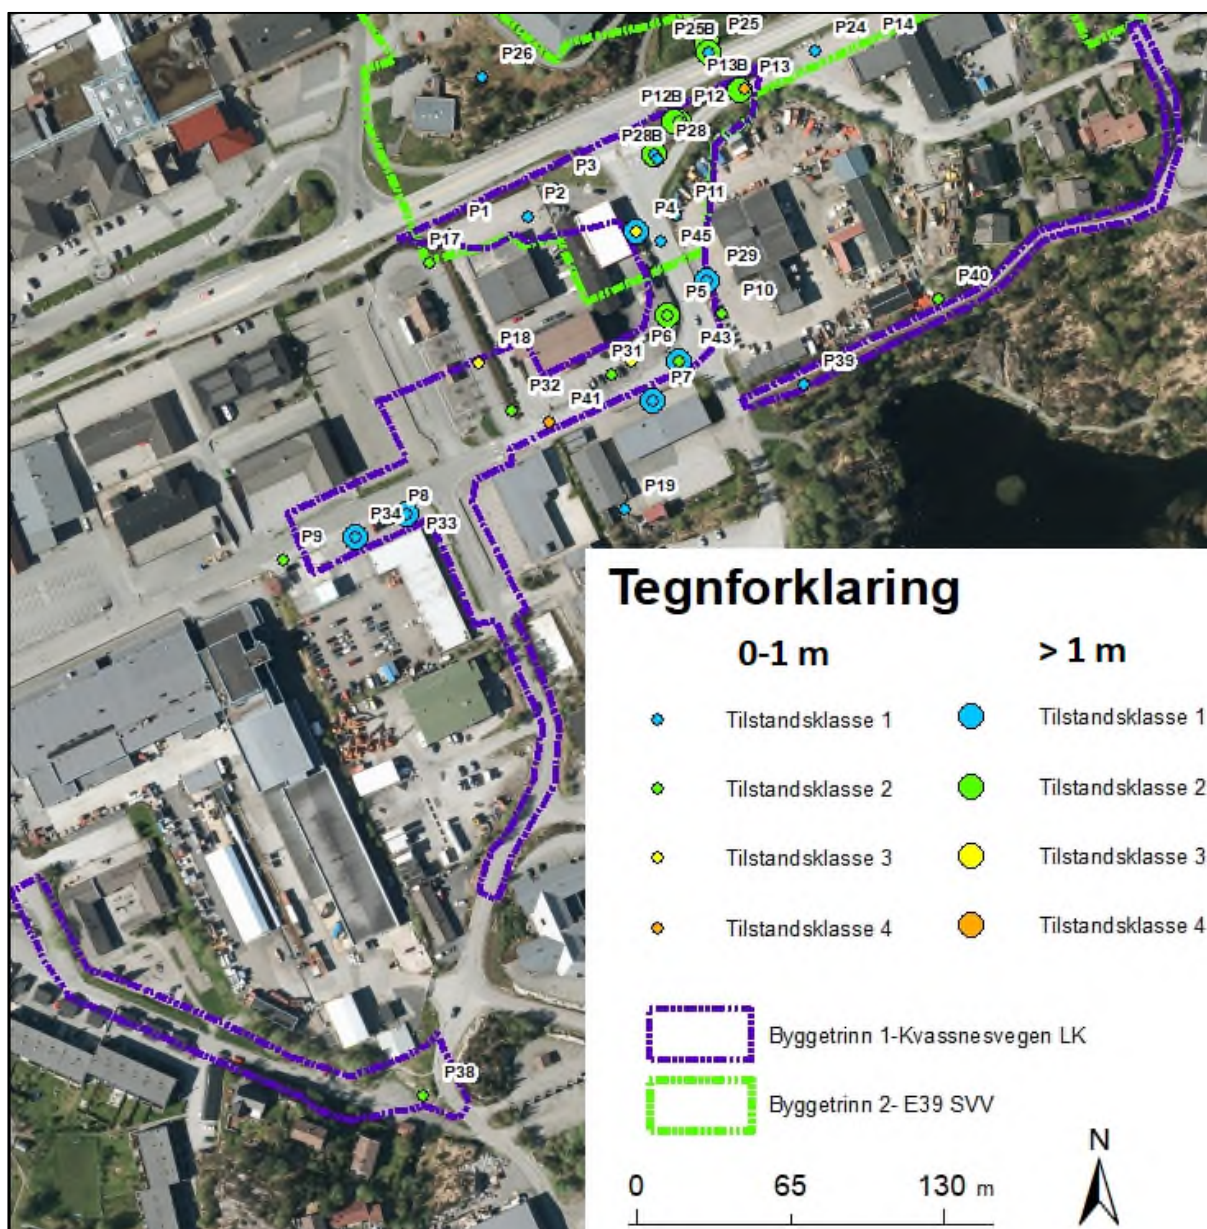 P25
P24
P14
P25B
P26
P13B
P13
P12B
P12
P28B
P28
P3
P11
P2
P4
P1
P17
P45
P29
P5
P10
P40
P6
P43
P18
P31
P7
P39
P32
P41
P19
P8
P34
P33
P9
P38
Tegnforklaring
0-1 m
> 1 m
Tilstandsklasse 1
Tilstandsklasse 1
Tilstandsklasse 2
Tilstandsklasse 2
Tilstandsklasse 3
Tilstandsklasse 3
Tilstandsklasse 4
Tilstandsklasse 4
Byggetrinn 1-Kvassnesvegen LK
Byggetrinn 2- E39 SVV
N
0 65 130 m